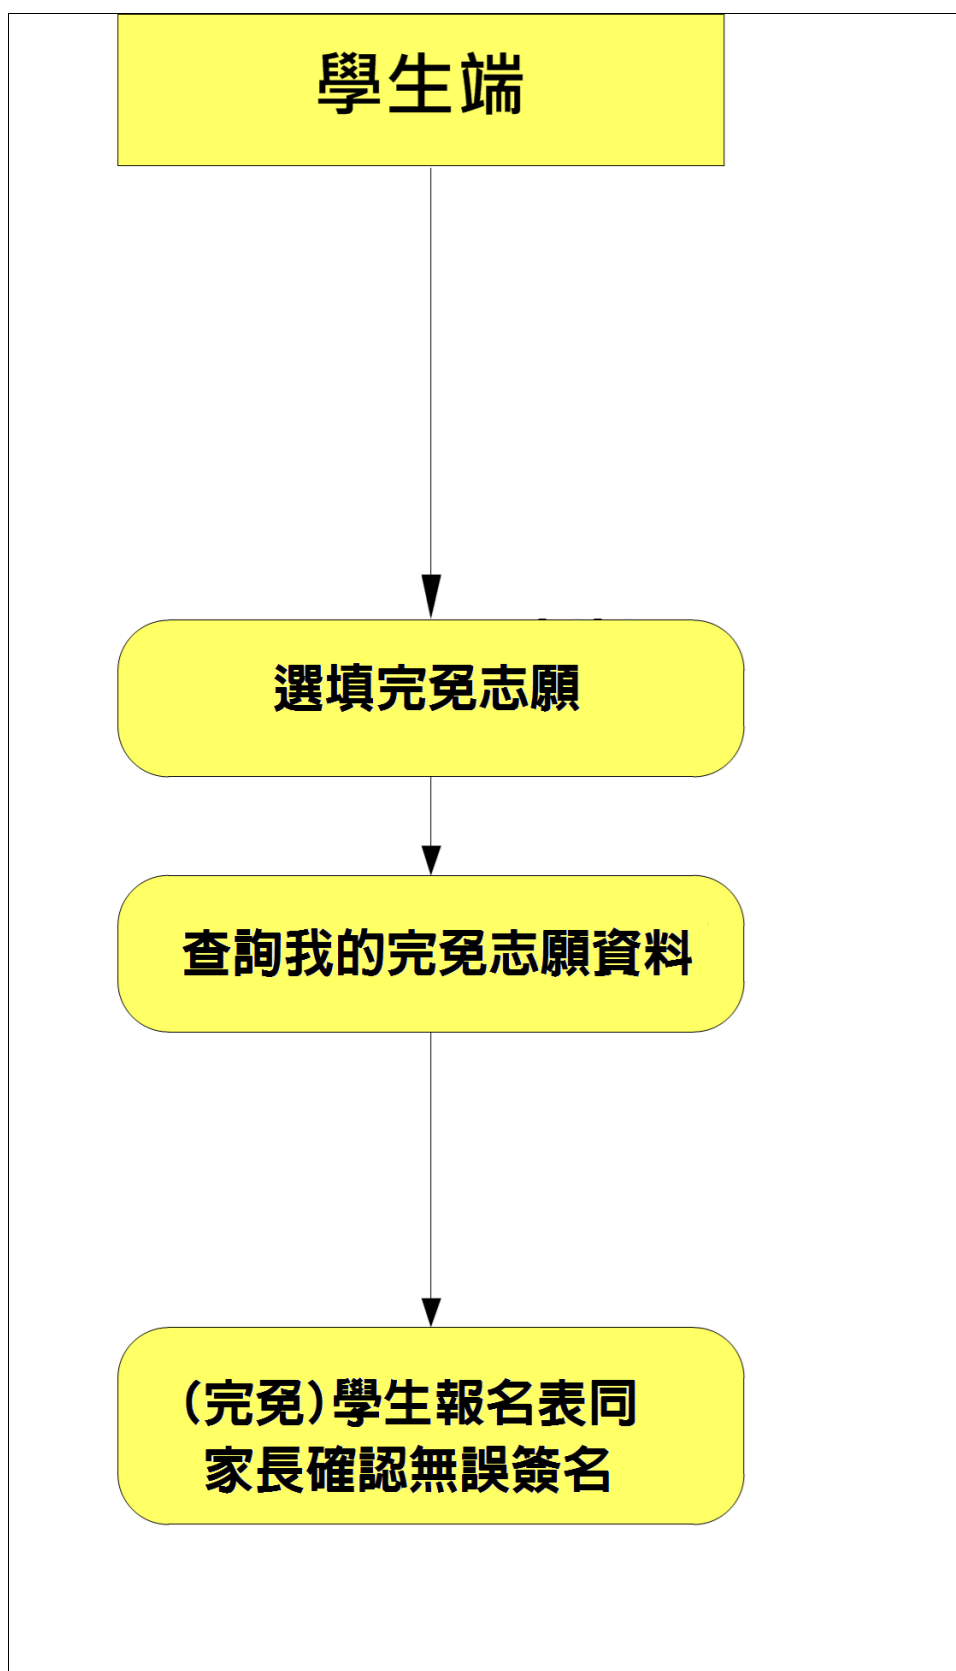 學生端
選填完免志願
查詢我的完免志願資料
(完免)學生報名表同
家長確認無誤簽名